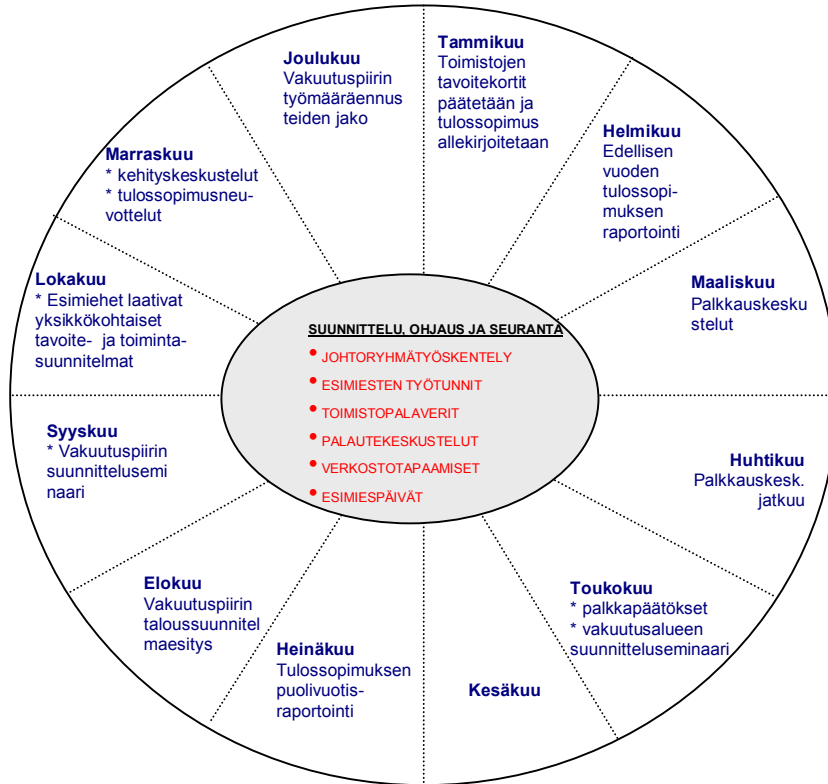 Tammikuu
Toimistojen
tavoitekortit
päätetään ja
tulossopimus
allekirjoitetaan
Helmikuu
Edellisen
vuoden
tulossopi-
muksen
raportointi
Maaliskuu
Palkkauskesku
stelut
Huhtikuu
Palkkauskesk.
jatkuu
Toukokuu
* palkkapäätökset
* vakuutusalueen
suunnitteluseminaari
Kesäkuu
Heinäkuu
Tulossopimuksen
puolivuotis-
raportointi
Elokuu
Vakuutuspiirin
taloussuunnitel
maesitys
Syyskuu
* Vakuutuspiirin
suunnittelusemi
naari
Lokakuu
* Esimiehet laativat
yksikkökohtaiset
tavoite- ja toiminta-
suunnitelmat
Marraskuu
* kehityskeskustelut
* tulossopimusneu-
vottelut
Joulukuu
Vakuutuspiirin
työmääräennus
teiden jako
SUUNNITTELU, OHJAUS JA SEURANTA
• JOHTORYHMÄTYÖSKENTELY
• ESIMIESTEN TYÖTUNNIT
• TOIMISTOPALAVERIT
• PALAUTEKESKUSTELUT
• VERKOSTOTAPAAMISET
• ESIMIESPÄIVÄT